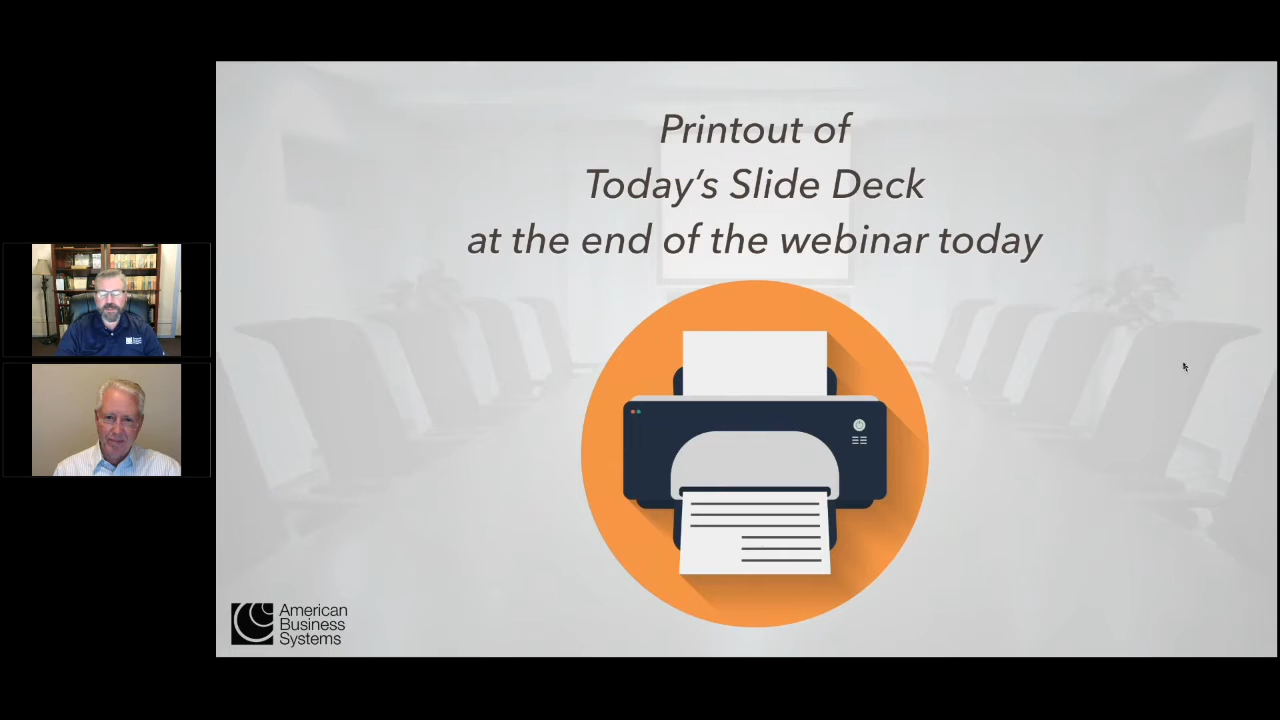 Printout of
Today’s Slide Deck
at the end of the webinar today
American
Business
Systems